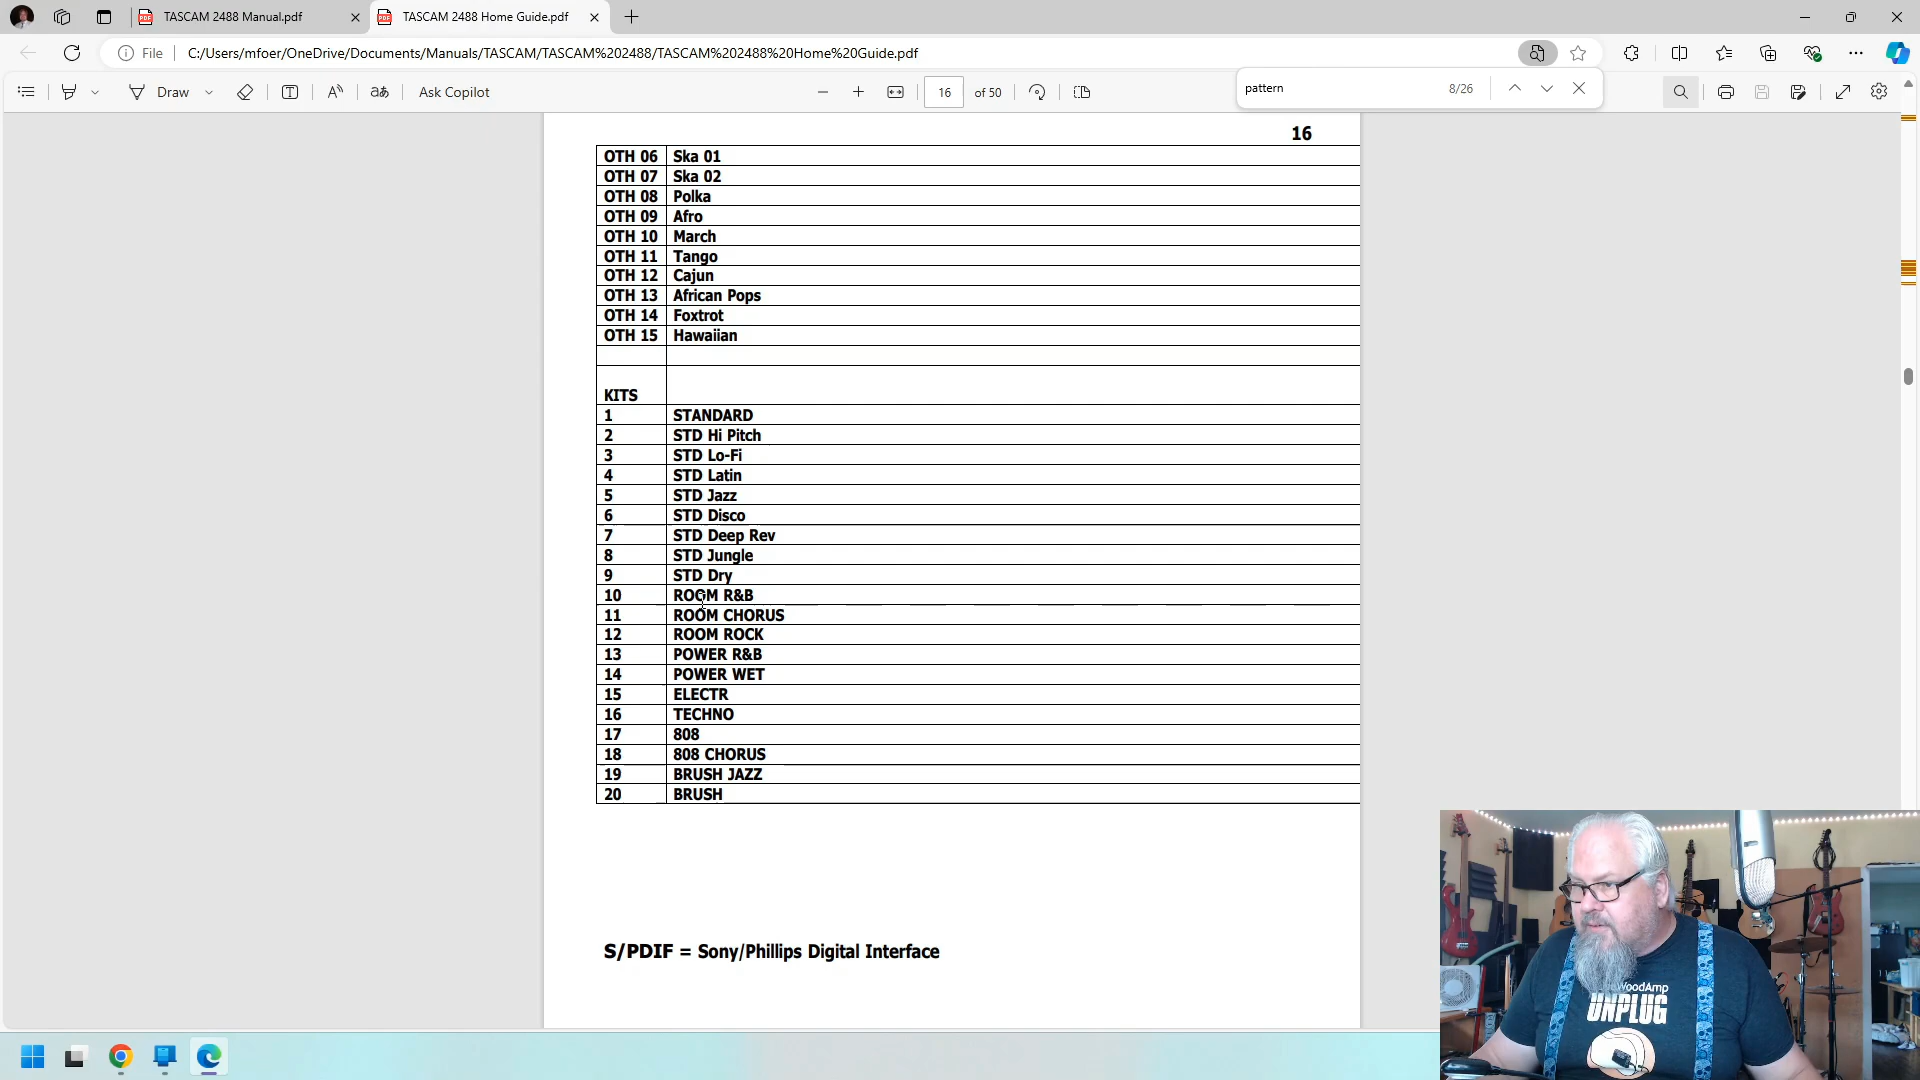 TASCAM 2488 Manual.pdf
TASCAM 2488 Home Guide.pdf
File
C:/Users/mfoer/OneDrive/Documents/Manuals/TASCAM/TASCAM%202488/TASCAM%202488%20Home%20Guide.pdf
Draw
Ask Copilot
16 of 50
pattern 8/26
16
OTH 06 Ska 01
OTH 07 Ska 02
OTH 08 Polka
OTH 09 Afro
OTH 10 March
OTH 11 Tango
OTH 12 Cajun
OTH 13 African Pops
OTH 14 Foxtrot
OTH 15 Hawaiian
KITS
1 STANDARD
2 STD Hi Pitch
3 STD Lo-Fi
4 STD Latin
5 STD Jazz
6 STD Disco
7 STD Deep Rev
8 STD Jungle
9 STD Dry
10 ROOM R&B
11 ROOM CHORUS
12 ROOM ROCK
13 POWER R&B
14 POWER WET
15 ELECTR
16 TECHNO
17 808
18 808 CHORUS
19 BRUSH JAZZ
20 BRUSH
S/PDIF = Sony/Phillips Digital Interface
UNPLUG